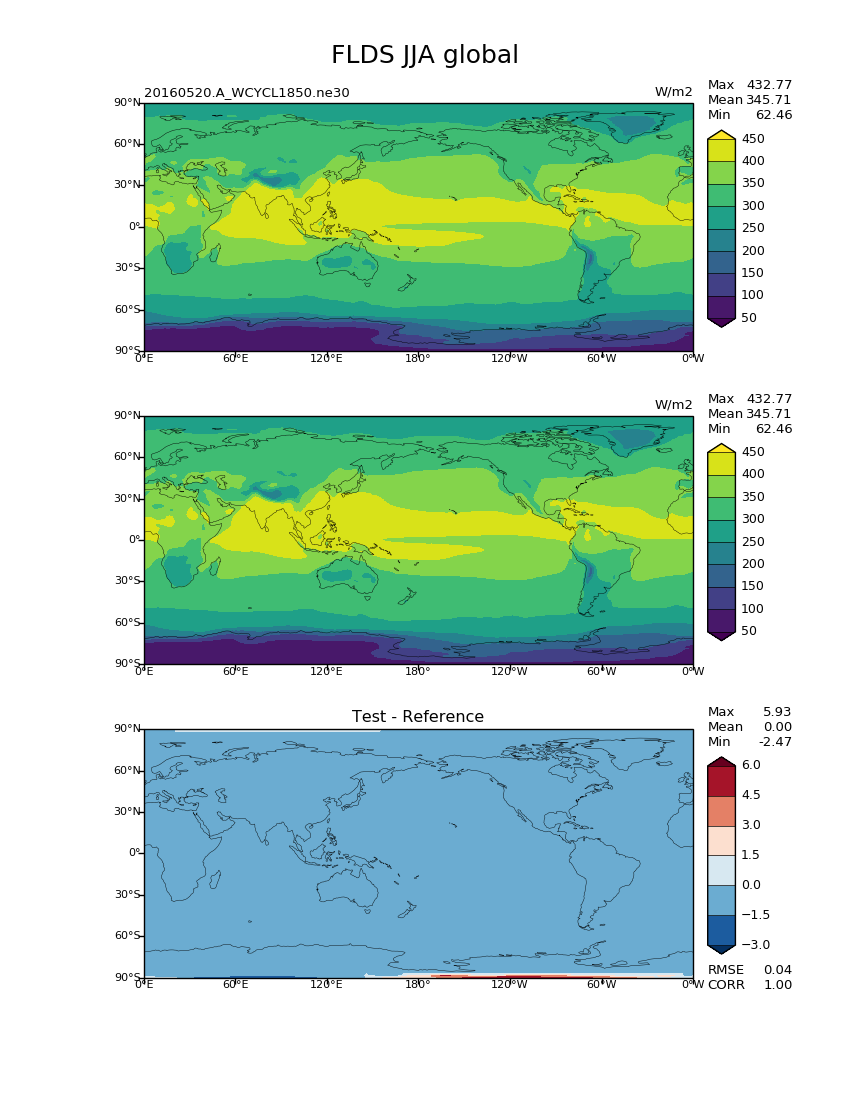 FLDS JJA global
20160520.A_WCYCL1850.ne30
W/m2
Max 432.77
Mean 345.71
Min 62.46
90°N
60°N
30°N
0°
30°S
60°S
90°S
0°E 60°E 120°E 180° 120°W 60°W 0°W
450
400
350
300
250
200
150
100
50
W/m2
Max 432.77
Mean 345.71
Min 62.46
90°N
60°N
30°N
0°
30°S
60°S
90°S
0°E 60°E 120°E 180° 120°W 60°W 0°W
450
400
350
300
250
200
150
100
50
Test - Reference
Max 5.93
Mean 0.00
Min -2.47
90°N
60°N
30°N
0°
30°S
60°S
90°S
0°E 60°E 120°E 180° 120°W 60°W 0°W
6.0
4.5
3.0
1.5
0.0
−1.5
−3.0
RMSE 0.04
CORR 1.00